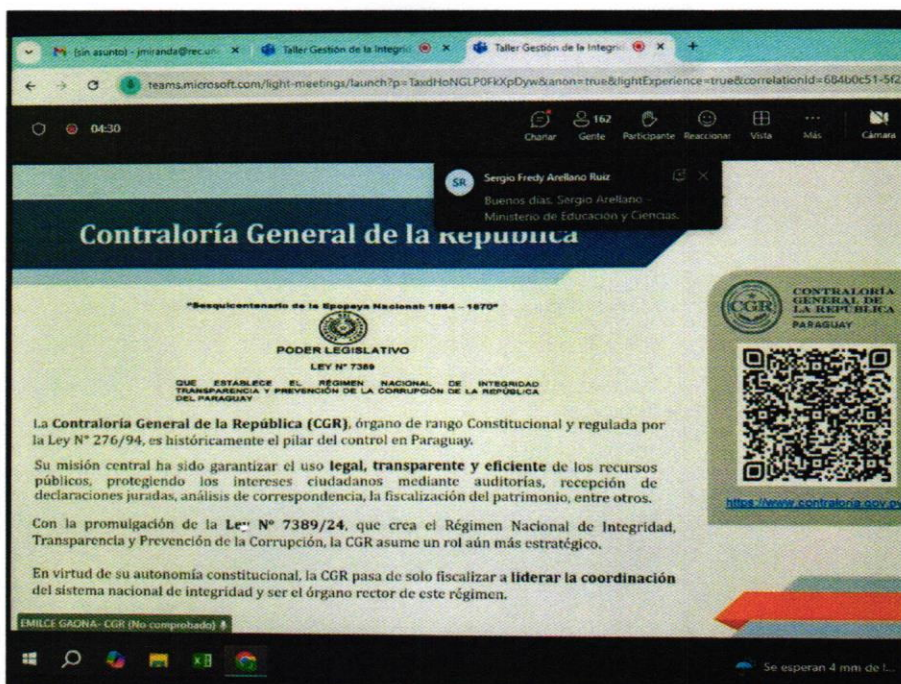 (sin asunto) - jmiranda@rec.un
Taller Gestión de la Integri
Taller Gestión de la Integri
teams.microsoft.com/light-meetings/launch?p=TaxdHoNGLP0FkXpDyw&anon=true&lightExperience=true&correlationId=684b0c51-5f2
04:30
Chatear
162
Gente
Participante
Reaccionar
Vista
Más
Cámara
SR
Sergio Fredy Arellano Ruiz
Buenos días, Sergio Arellano -
Ministerio de Educación y Ciencias.
Contraloría General de la República
"Sesquicentenario de la Epopeya Nacional: 1864 – 1870"
PODER LEGISLATIVO
LEY N° 7389
QUE ESTABLECE EL RÉGIMEN NACIONAL DE INTEGRIDAD
TRANSPARENCIA Y PREVENCIÓN DE LA CORRUPCIÓN DE LA REPÚBLICA
DEL PARAGUAY
La Contraloría General de la República (CGR), órgano de rango Constitucional y regulada por
la Ley N° 276/94, es históricamente el pilar del control en Paraguay.
Su misión central ha sido garantizar el uso legal, transparente y eficiente de los recursos
públicos, protegiendo los intereses ciudadanos mediante auditorías, recepción de
declaraciones juradas, análisis de correspondencia, la fiscalización del patrimonio, entre otros.
Con la promulgación de la Ley N° 7389/24, que crea el Régimen Nacional de Integridad,
Transparencia y Prevención de la Corrupción, la CGR asume un rol aún más estratégico.
En virtud de su autonomía constitucional, la CGR pasa de solo fiscalizar a liderar la coordinación
del sistema nacional de integridad y ser el órgano rector de este régimen.
CGR
CONTRALORÍA
GENERAL DE
LA REPÚBLICA
PARAGUAY
https://www.contraloria.gov.py
EMILCE GAONA- CGR (No comprobado)
Se esperan 4 mm de l...